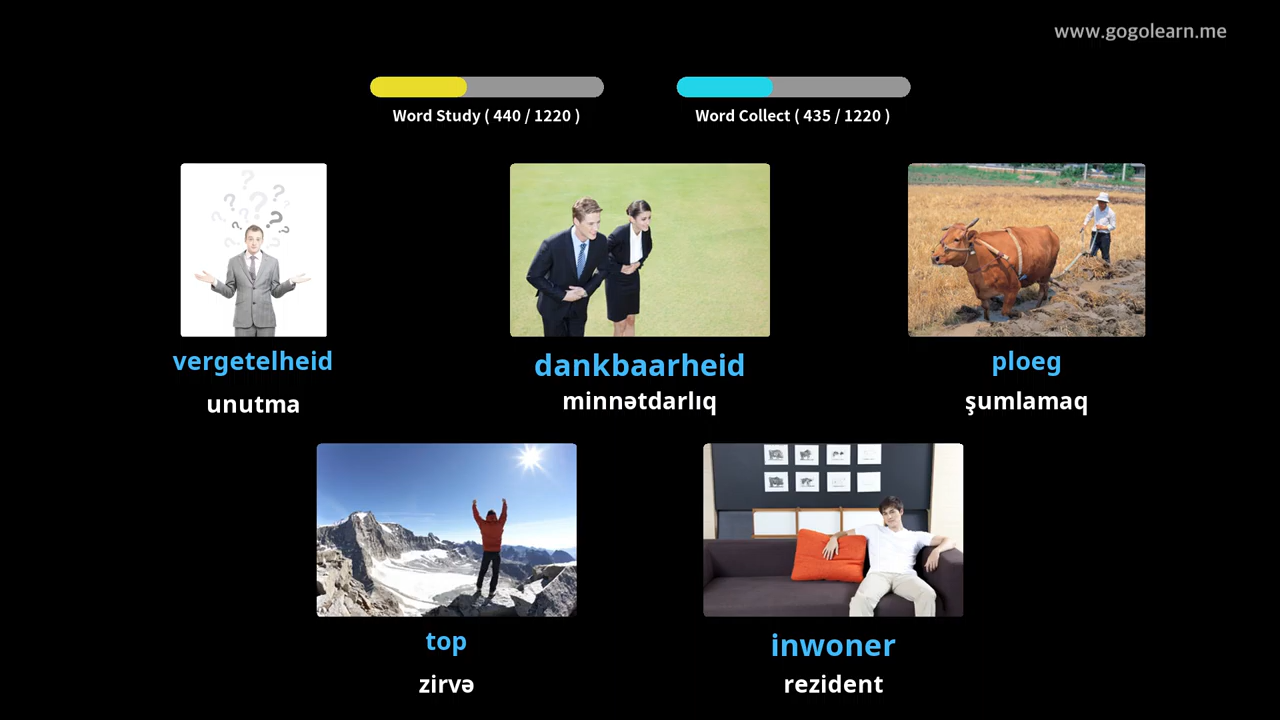 www.gogolearn.me
Word Study ( 440 / 1220 )
Word Collect ( 435 / 1220 )
vergetelheid
unutma
dankbaarheid
minnətdarlıq
ploeg
şumlamaq
top
zirvə
inwoner
rezident